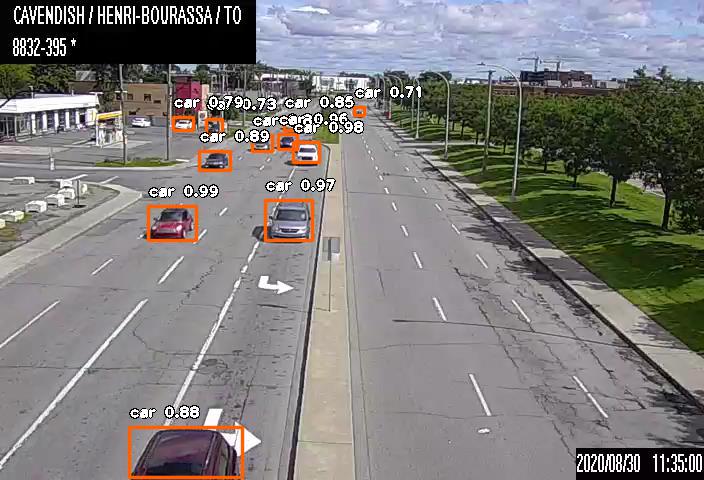 CAVENDISH / HENRI-BOURASSA / TO
8832-395 *
car 0.71
car 0.79
0.73
car 0.85
car
0.96
car 0.98
car 0.89
car 0.99
car 0.97
car 0.88
2020/08/30 11:35:00